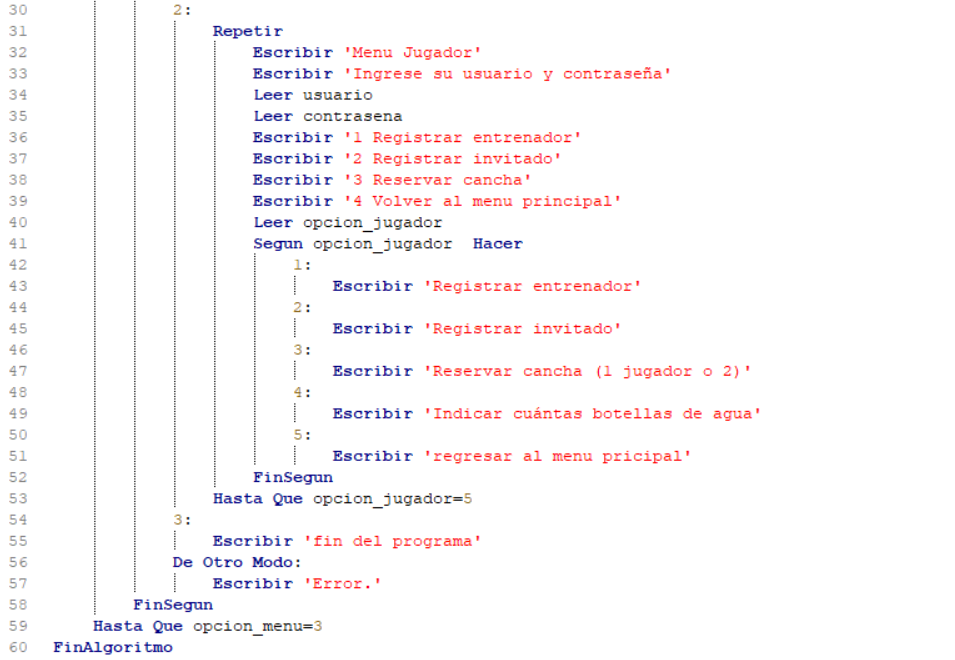 30 2:
31 Repetir
32 Escribir 'Menu Jugador'
33 Escribir 'Ingrese su usuario y contraseña'
34 Leer usuario
35 Leer contrasena
36 Escribir '1 Registrar entrenador'
37 Escribir '2 Registrar invitado'
38 Escribir '3 Reservar cancha'
39 Escribir '4 Volver al menu principal'
40 Leer opcion_jugador
41 Segun opcion_jugador Hacer
42 1:
43 Escribir 'Registrar entrenador'
44 2:
45 Escribir 'Registrar invitado'
46 3:
47 Escribir 'Reservar cancha (1 jugador o 2)'
48 4:
49 Escribir 'Indicar cuántas botellas de agua'
50 5:
51 Escribir 'regresar al menu pricipal'
52 FinSegun
53 Hasta Que opcion_jugador=5
54 3:
55 Escribir 'fin del programa'
56 De Otro Modo:
57 Escribir 'Error.'
58 FinSegun
59 Hasta Que opcion_menu=3
60 FinAlgoritmo